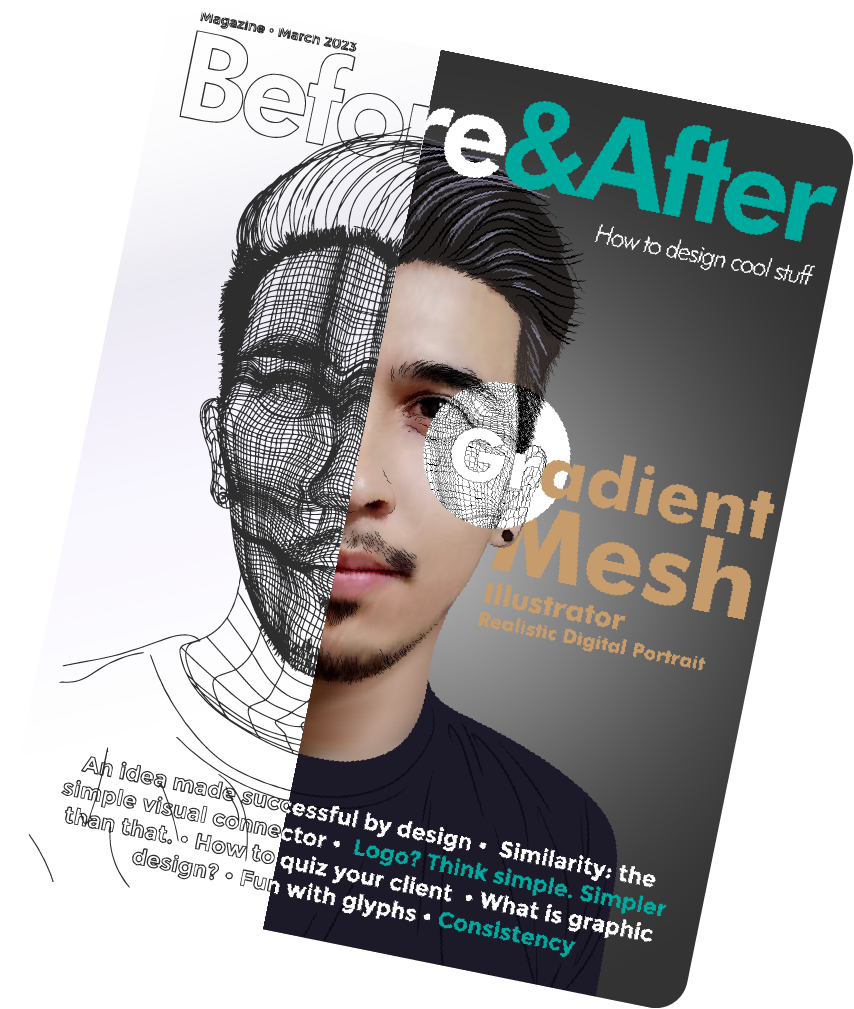 Magazine • March 2023
Before&After
How to design cool stuff
Gradient
Mesh
Illustrator
Realistic Digital Portrait
An idea made successful by design • Similarity: the
simple visual connector • Logo? Think simple. Simpler
than that. • How to quiz your client • What is graphic
design? • Fun with glyphs • Consistency